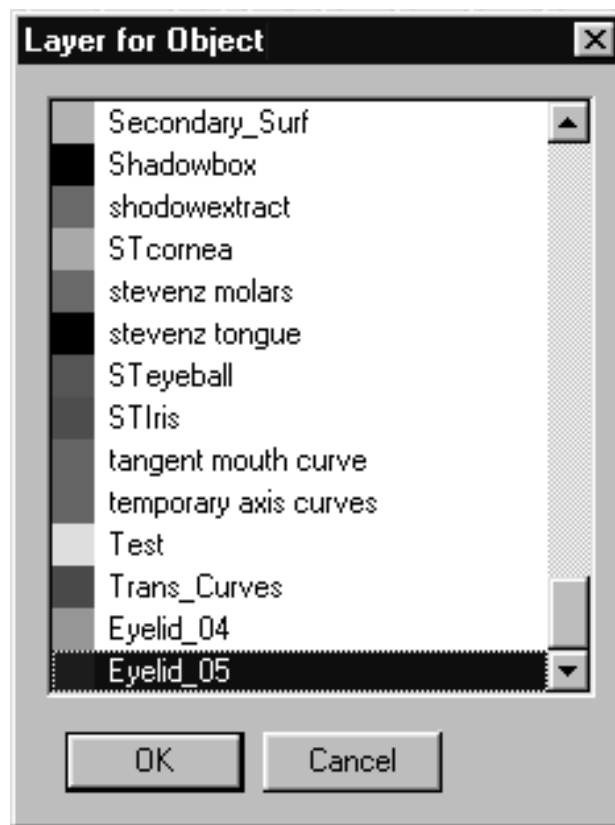 Layer for Object
Secondary_Surf
Shadowbox
shodowextract
STcornea
stevenz molars
stevenz tongue
STeyeball
STIris
tangent mouth curve
temporary axis curves
Test
Trans_Curves
Eyelid_04
Eyelid_05
OK Cancel